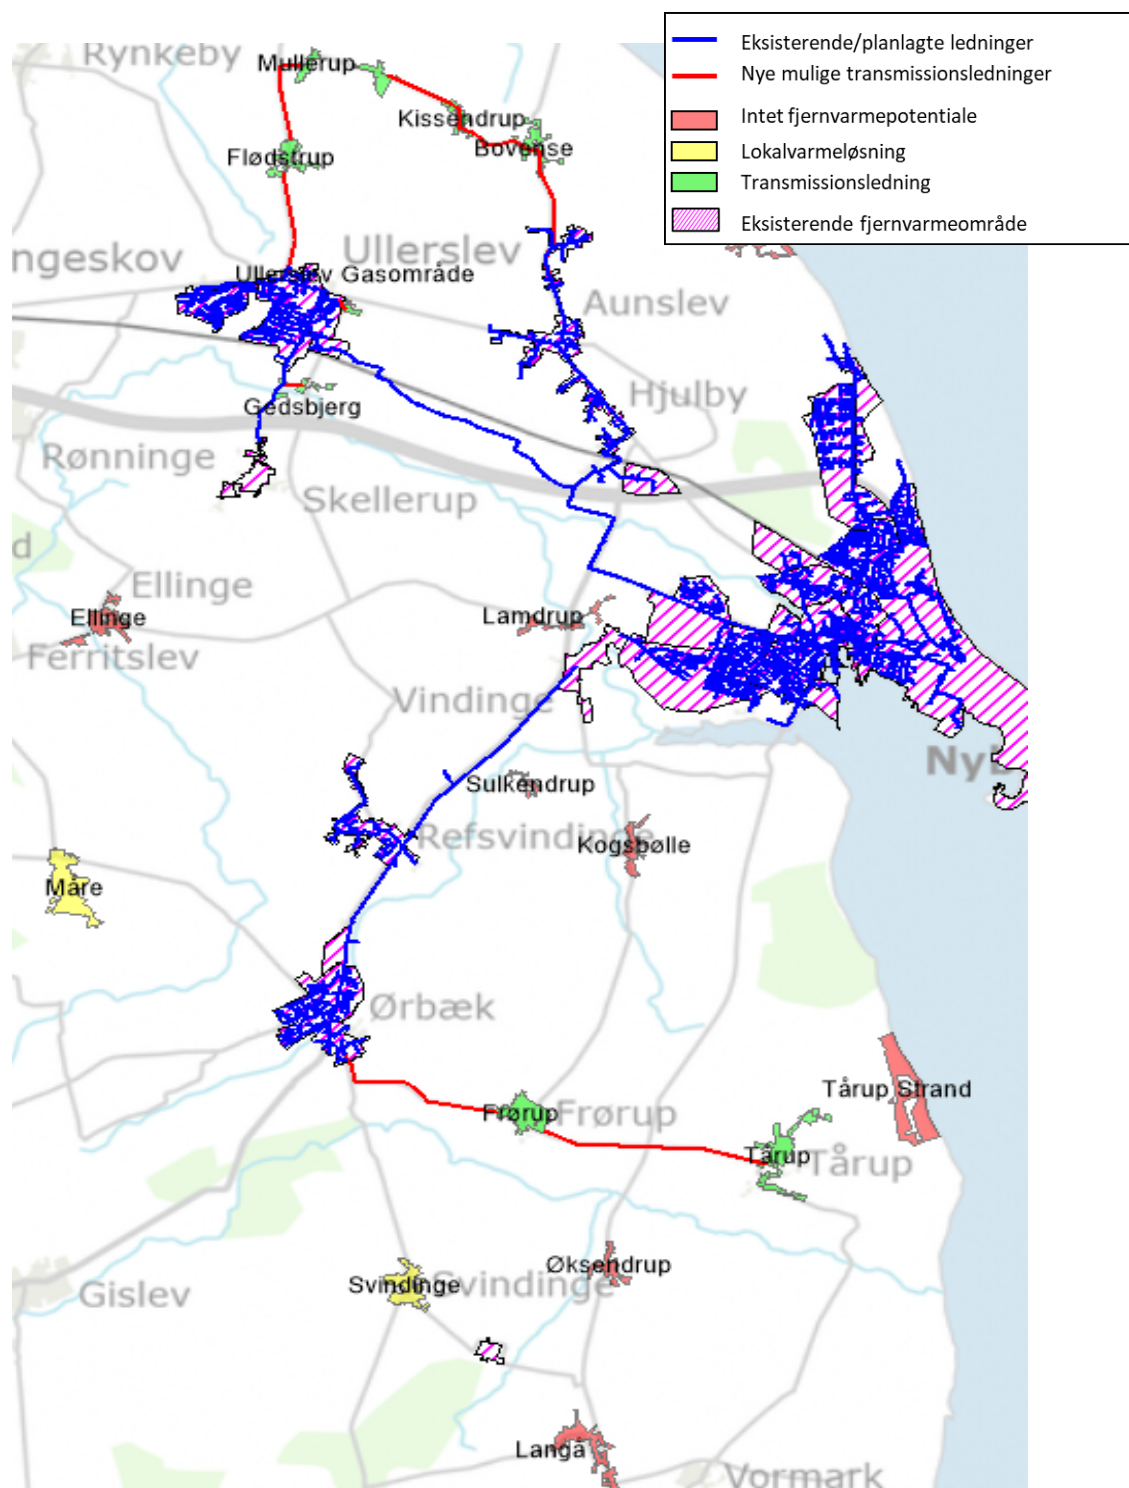 Eksisterende/planlagte ledninger
Nye mulige transmissionsledninger
Intet fjernvarmepotentiale
Lokalvarmeløsning
Transmissionsledning
Eksisterende fjernvarmeområde
Rynkeby
Mullerup
Kissendrup
Bovense
Flødstrup
Ullerslev
ngeskov
Ullerslev Gasområde
Aunslev
Hjulby
Gedsbjerg
Rønninge
Skellerup
d
Ellinge
Ellinge
Lamdrup
Ferritslev
Vindinge
Nyb
Sulkendrup
Refsvindinge
Kogsbølle
Måre
Ørbæk
Tårup Strand
Frørup
Frørup
Tårup
Tårup
Øksendrup
Svindinge
Svindinge
Gislev
Langå
Vormark